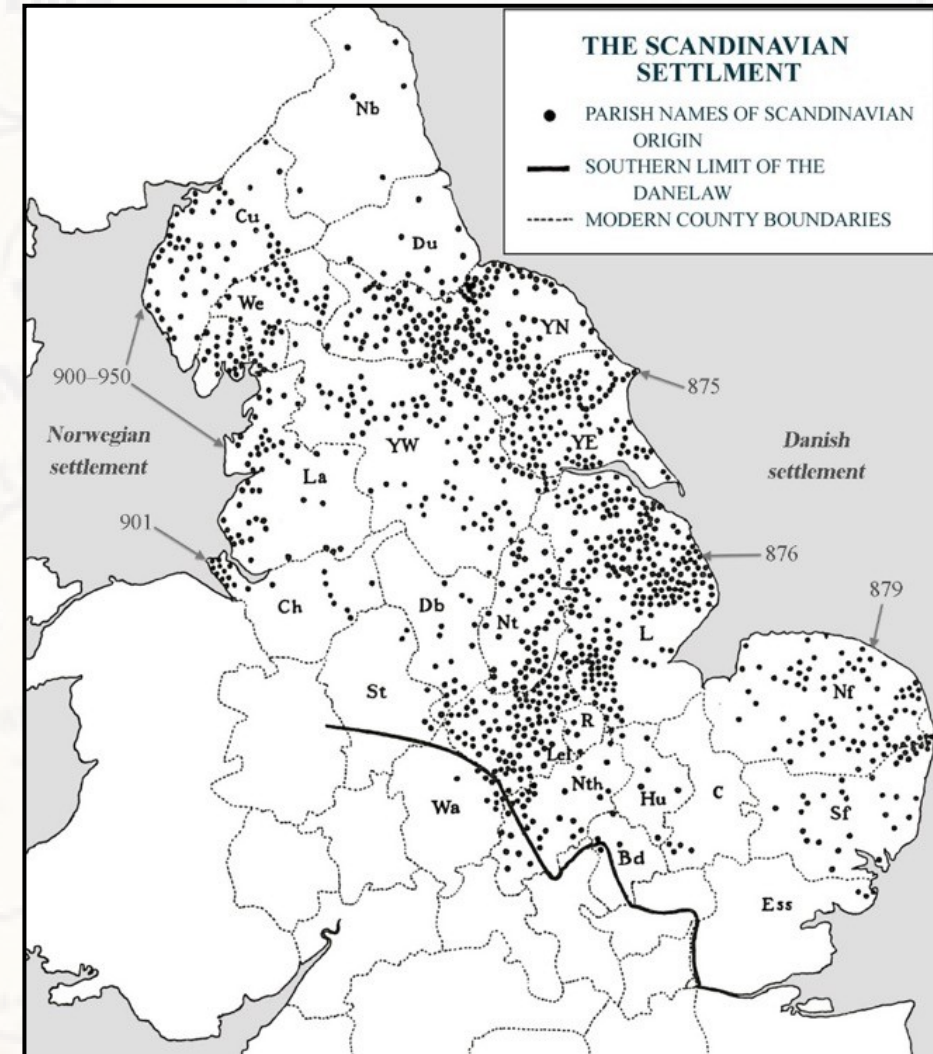 THE SCANDINAVIAN
SETTLMENT
PARISH NAMES OF SCANDINAVIAN
ORIGIN
SOUTHERN LIMIT OF THE
DANELAW
MODERN COUNTY BOUNDARIES
Nb
Cu
Du
We
YN
900–950
875
Norwegian
settlement
YW
YE
Danish
settlement
La
901
876
Ch
Db
Nt
L
879
St
Nf
R
Lei
Nth
Wa
Hu
C
Sf
Bd
Ess